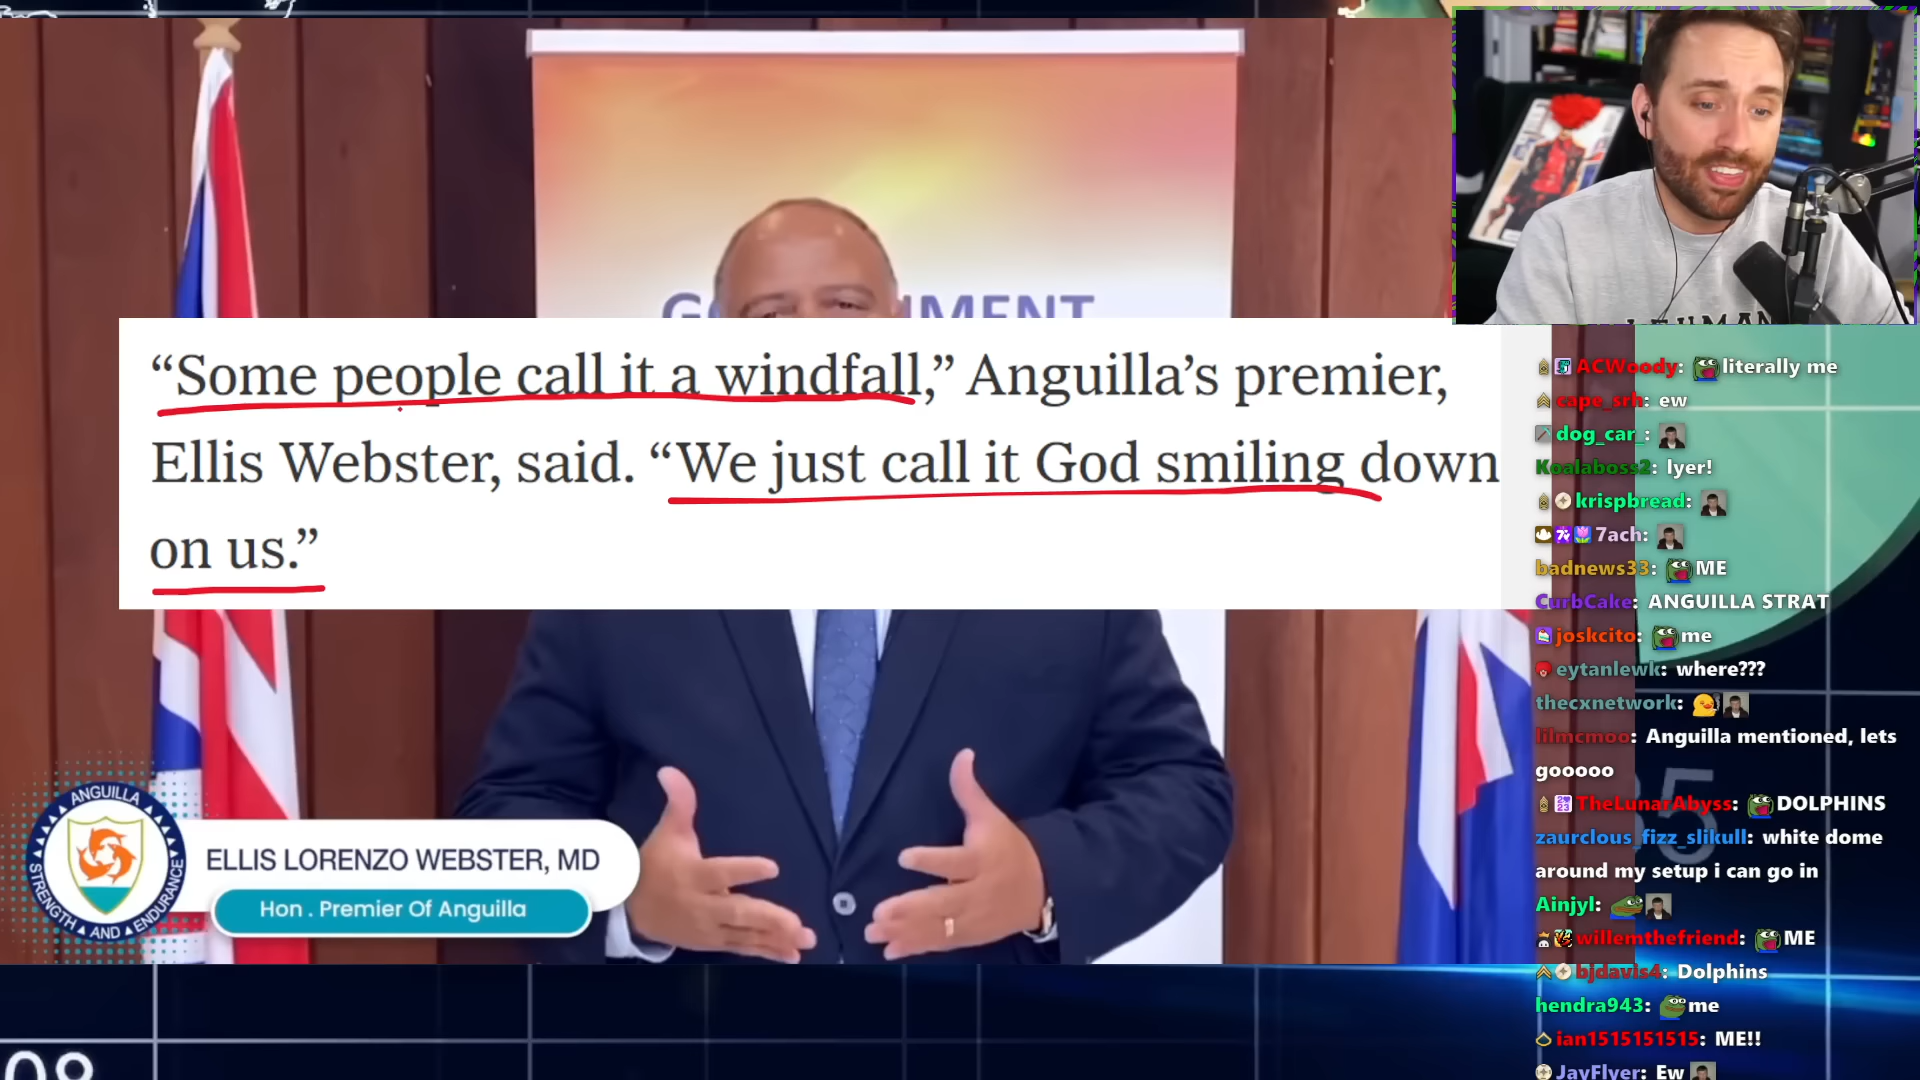 GO
NMENT
“Some people call it a windfall,” Anguilla’s premier,
Ellis Webster, said. “We just call it God smiling down
on us.”
ANGUILLA
STRENGTH AND ENDURANCE
ELLIS LORENZO WEBSTER, MD
Hon . Premier Of Anguilla
ACWoody: literally me
cape_srh: ew
dog_car_:
Koalaboss2: lyer!
krispbread:
7ach:
badnews33: ME
CurbCake: ANGUILLA STRAT
joskcito: me
eytanlewk: where???
thecxnetwork:
lilmcmoo: Anguilla mentioned, lets
gooooo
TheLunarAbyss: DOLPHINS
zaurclous_fizz_slikull: white dome
around my setup i can go in
Ainjyl:
willemthefriend: ME
bjdavis4: Dolphins
hendra943: me
ian1515151515: ME!!
JayFlyer: Ew